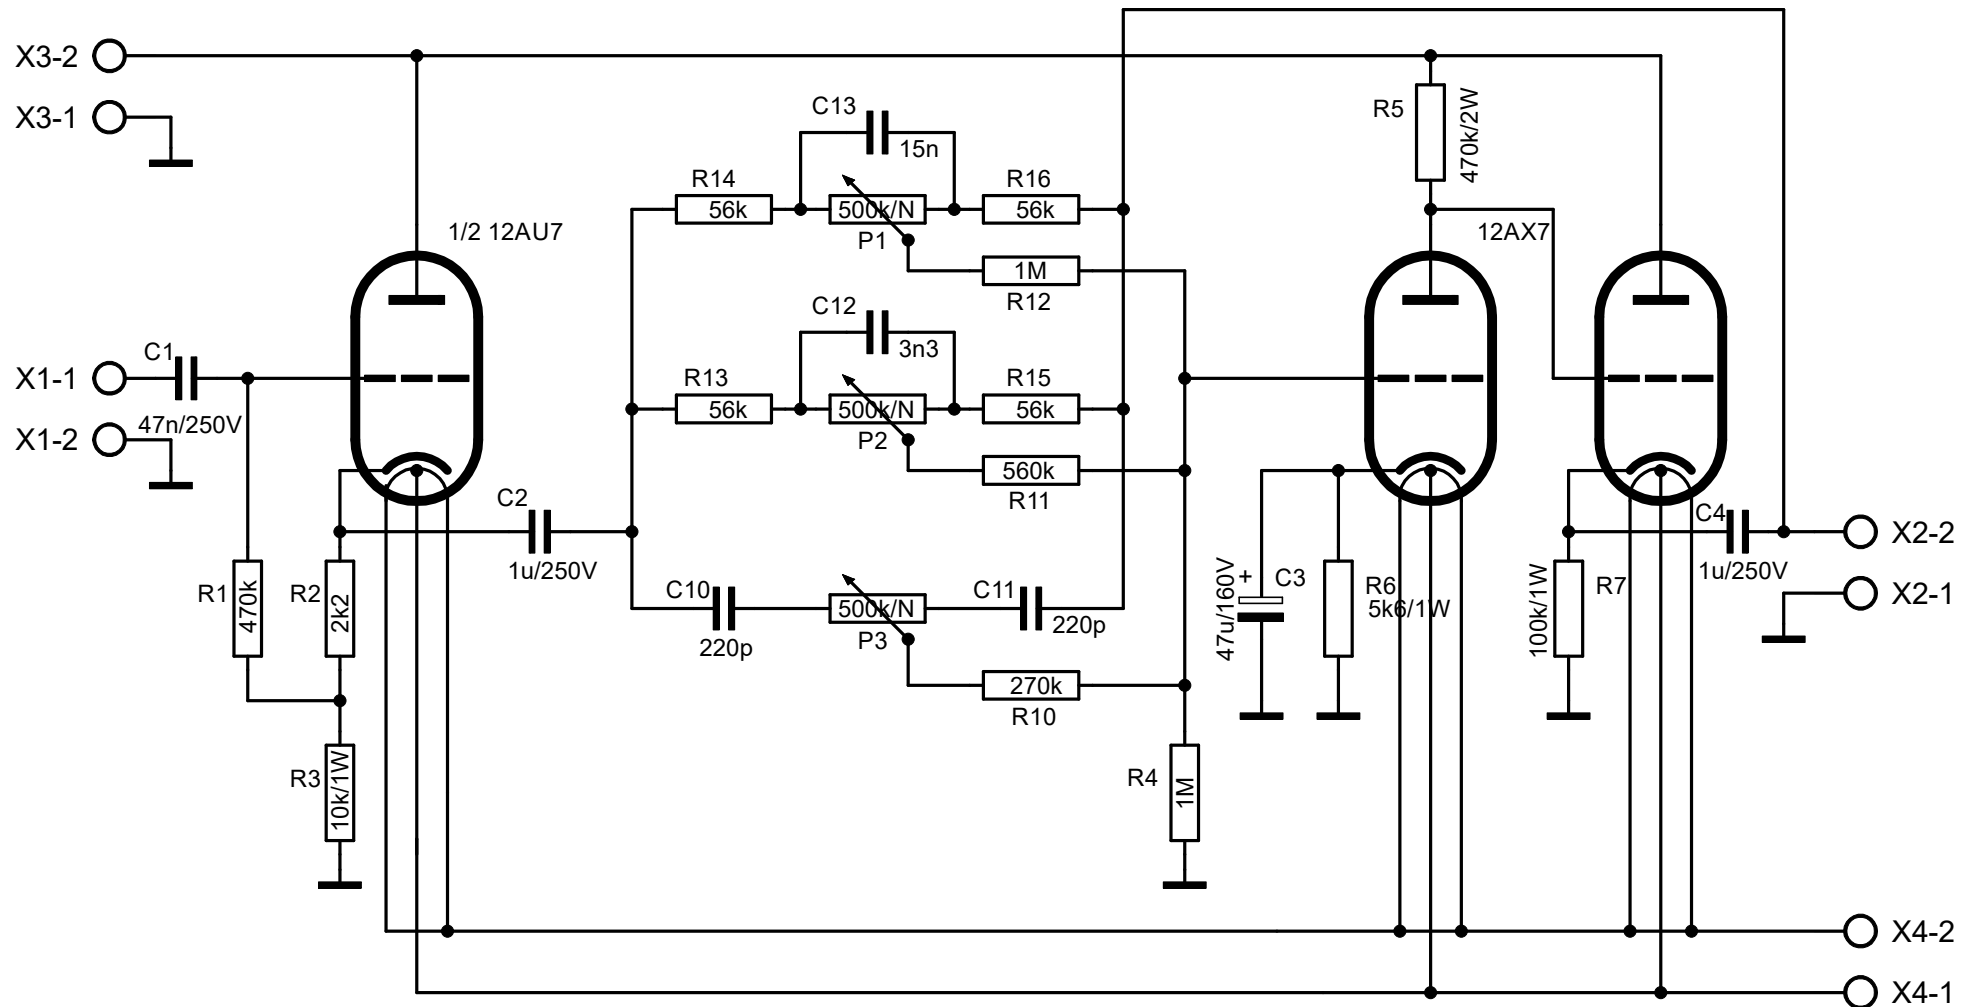 X3-2
X3-1
C13
15n
R14
56k
500k/N
P1
R16
56k
R5
470k/2W
1/2 12AU7
12AX7
1M
R12
C12
3n3
C1
47n/250V
X1-1
X1-2
R13
56k
500k/N
P2
R15
56k
560k
R11
C2
1u/250V
C4
1u/250V
X2-2
X2-1
R1
470k
R2
2k2
C10
220p
500k/N
P3
C11
220p
47u/160V
+
C3
R6
5k6/1W
100k/1W
R7
270k
R10
R3
10k/1W
R4
1M
X4-2
X4-1